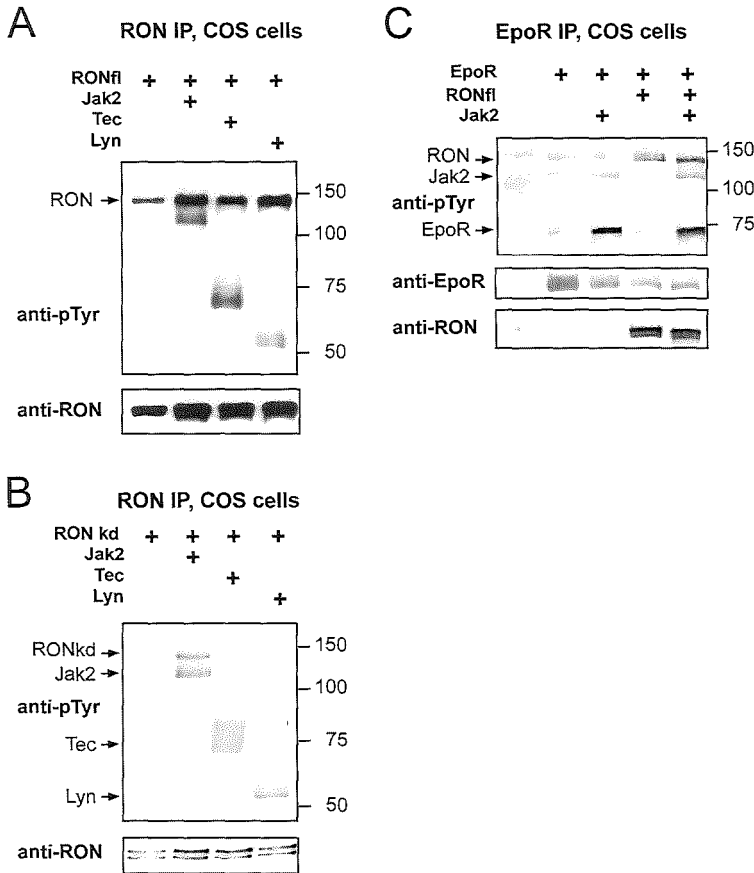 A
RON IP, COS cells
RONfl + + + +
Jak2 +
Tec +
Lyn +
RON
150
100
75
anti-pTyr
50
anti-RON
B
RON IP, COS cells
RON kd + + + +
Jak2 +
Tec +
Lyn +
RONkd
150
Jak2
100
anti-pTyr
Tec
75
Lyn
50
anti-RON
C
EpoR IP, COS cells
EpoR + + + +
RONfl + +
Jak2 + +
RON
150
Jak2
100
anti-pTyr
EpoR
75
anti-EpoR
anti-RON